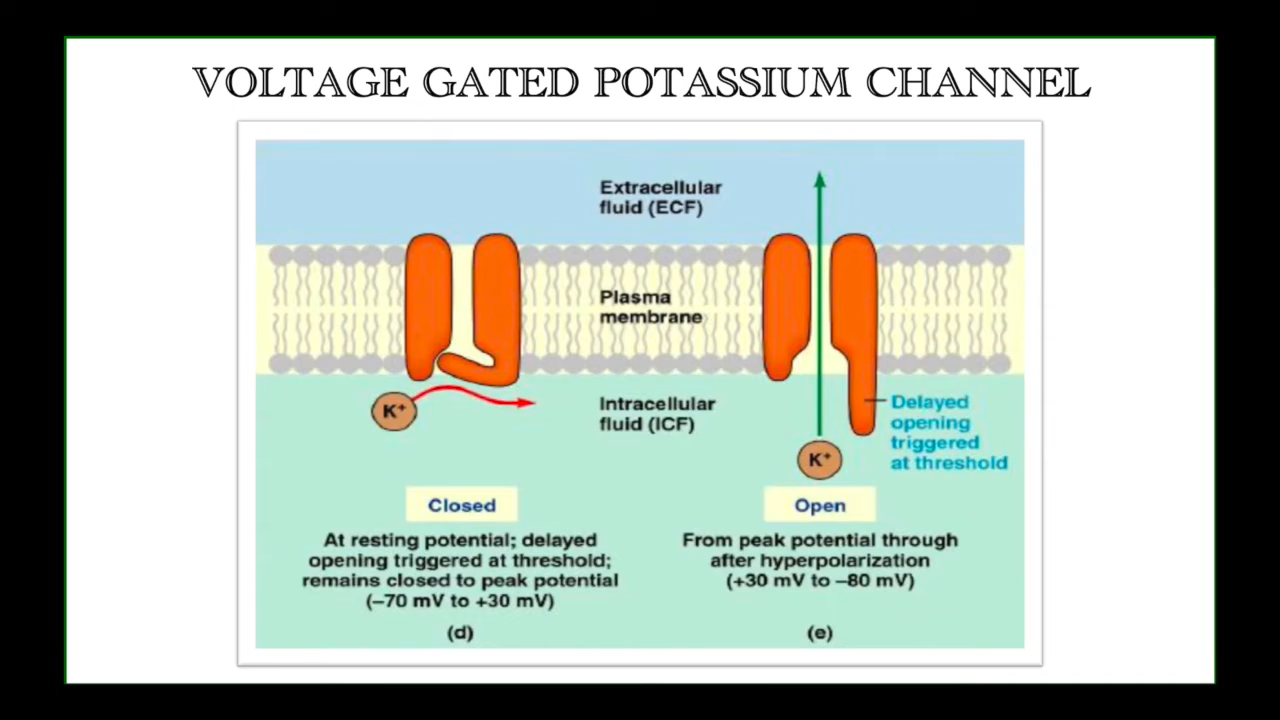 VOLTAGE GATED POTASSIUM CHANNEL
Extracellular
fluid (ECF)
Plasma
membrane
Intracellular
fluid (ICF)
K+
K+
Delayed
opening
triggered
at threshold
Closed
At resting potential; delayed
opening triggered at threshold;
remains closed to peak potential
(–70 mV to +30 mV)
(d)
Open
From peak potential through
after hyperpolarization
(+30 mV to –80 mV)
(e)